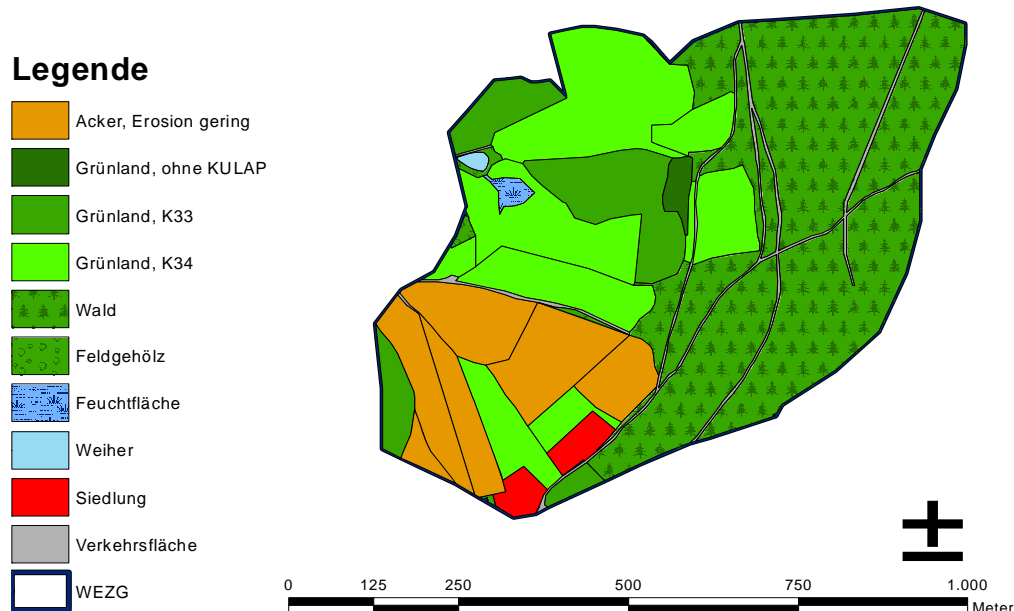 Legende
Acker, Erosion gering
Grünland, ohne KULAP
Grünland, K33
Grünland, K34
Wald
Feldgehölz
Feuchtfläche
Weiher
Siedlung
Verkehrsfläche
WEZG
0 125 250 500 750 1.000
Meter